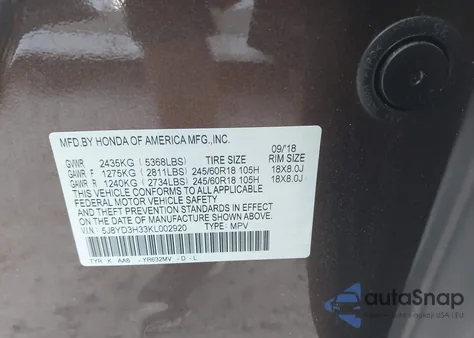 MFD.BY HONDA OF AMERICA MFG.,INC.
09/18
GVWR 2435KG (5368LBS) TIRE SIZE RIM SIZE
GAWR F 1275KG (2811LBS) 245/60R18 105H 18X8.0J
GAWR R 1240KG (2734LBS) 245/60R18 105H 18X8.0J
THIS VEHICLE CONFORMS TO ALL APPLICABLE
FEDERAL MOTOR VEHICLE SAFETY
AND THEFT PREVENTION STANDARDS IN EFFECT ON
THE DATE OF MANUFACTURE SHOWN ABOVE.
V.I.N: 5J8YD3H33KL002920 TYPE: MPV
TYR K AA6 -YR632MV -D-L
autoSnap